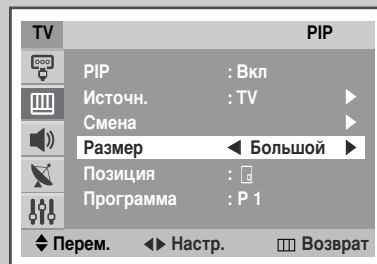 TV PIP
PIP : Вкл
Источн. : TV
Смена
Размер Большой
Позиция :
Программа : P 1
Перем. Настр. Возврат